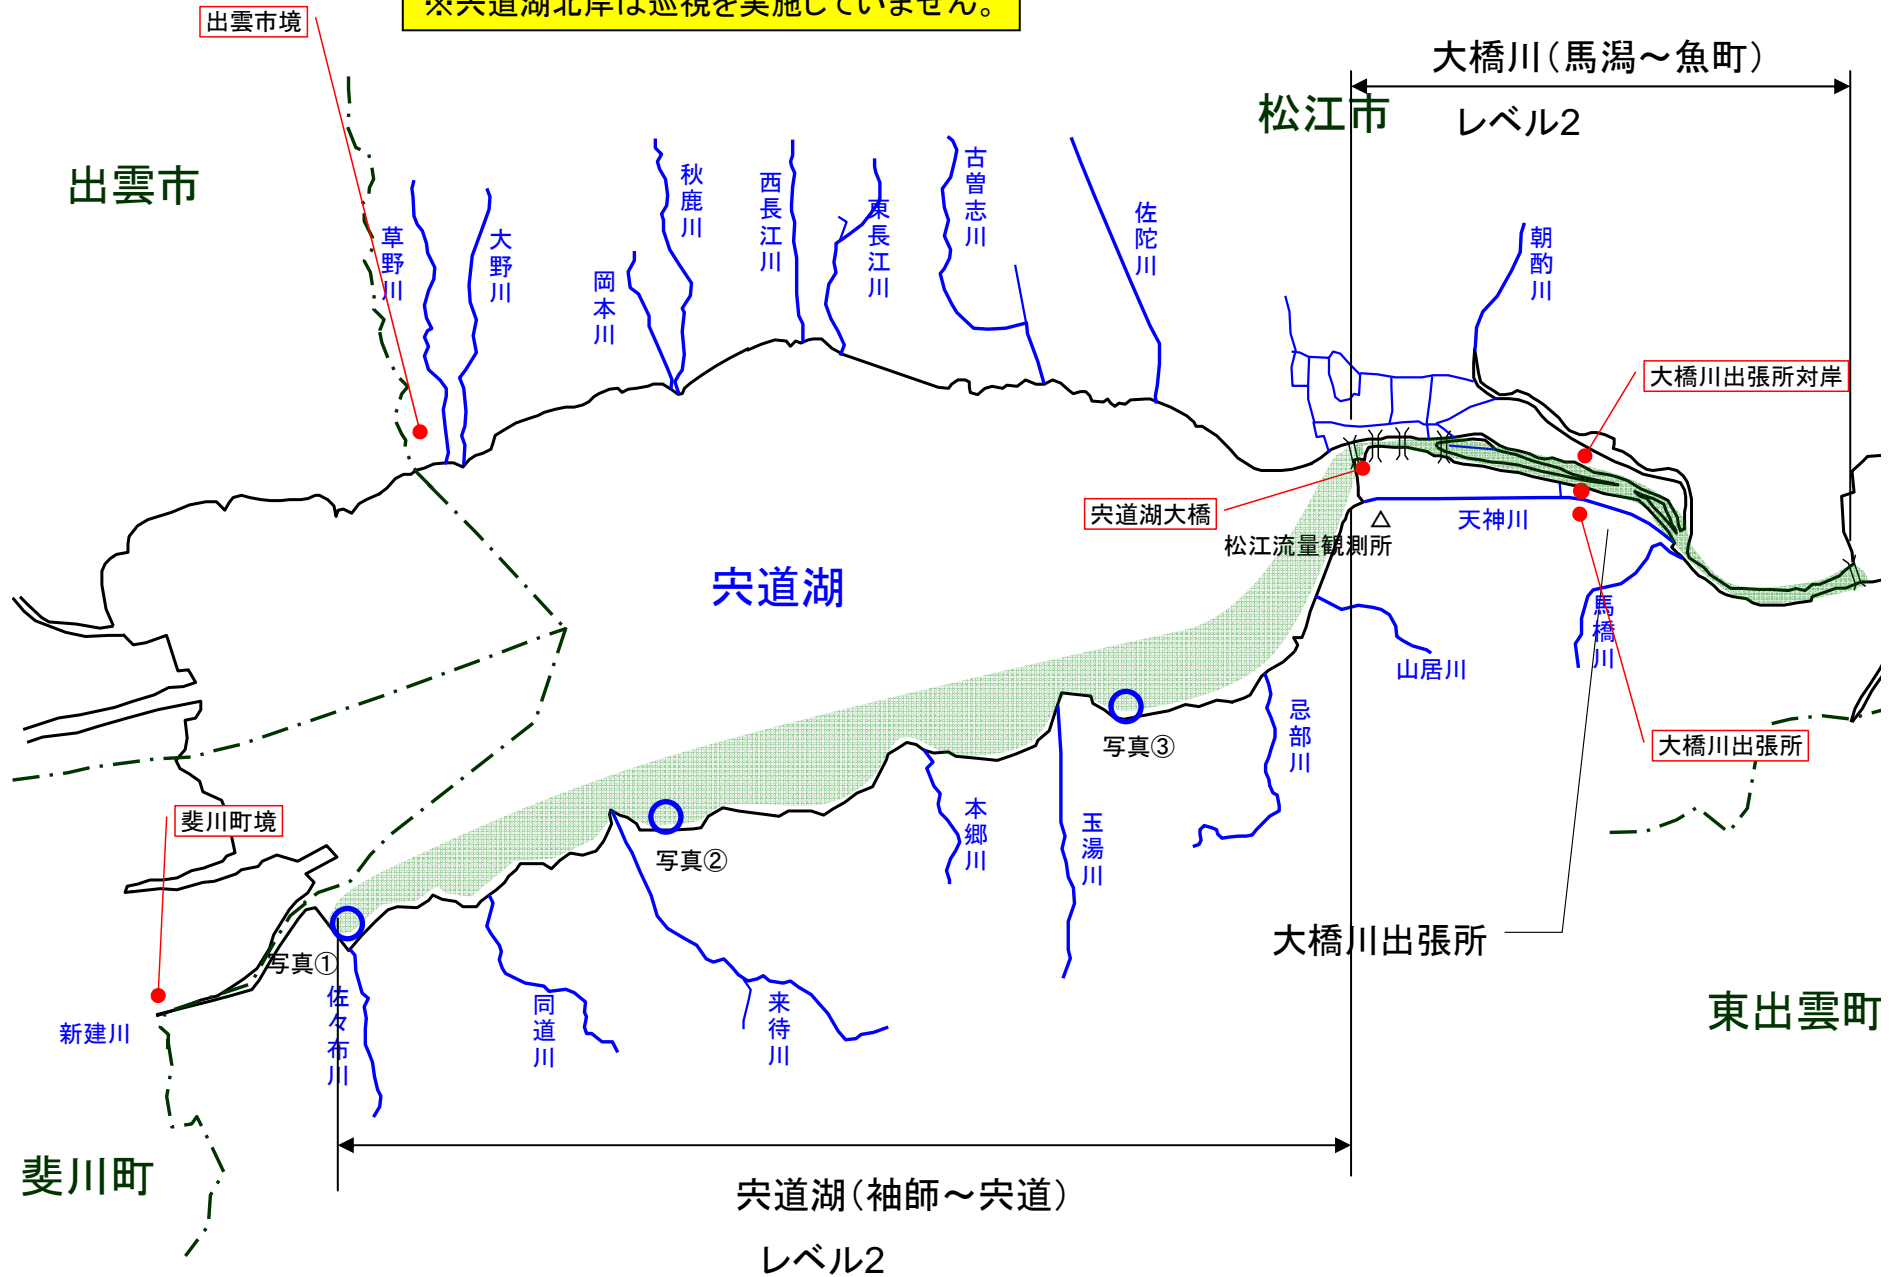 ※宍道湖北岸は巡視を実施していません。
出雲市境
大橋川（馬潟～魚町）
レベル2
松江市
出雲市
草野川
大野川
岡本川
秋鹿川
西長江川
東長江川
古曽志川
佐陀川
朝酌川
大橋川出張所対岸
宍道湖大橋
天神川
松江流量観測所
宍道湖
馬橋川
山居川
忌部川
大橋川出張所
写真③
斐川町境
本郷川
玉湯川
写真②
大橋川出張所
写真①
佐々布川
同道川
来待川
新建川
東出雲町
斐川町
宍道湖（袖師～宍道）
レベル2